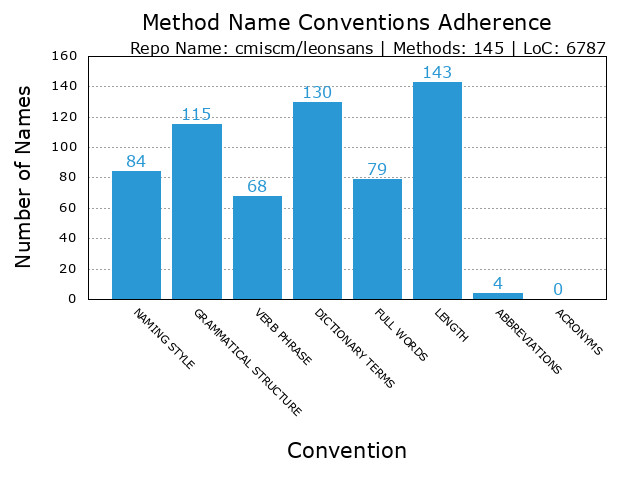 Method Name Conventions Adherence
Repo Name: cmiscm/leonsans | Methods: 145 | LoC: 6787
160
140
120
100
80
60
40
20
0
Number of Names
84
115
68
130
79
143
4
0
NAMING STYLE
GRAMMATICAL STRUCTURE
VERB PHRASE
DICTIONARY TERMS
FULL WORDS
LENGTH
ABBREVIATIONS
ACRONYMS
Convention